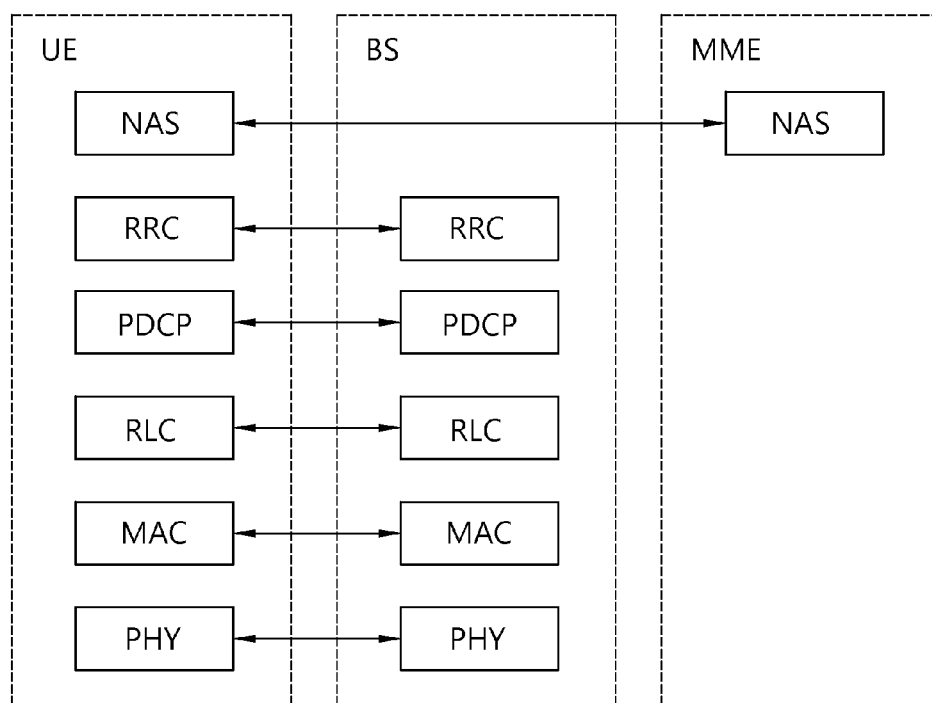 UE BS MME
NAS NAS
RRC RRC
PDCP PDCP
RLC RLC
MAC MAC
PHY PHY